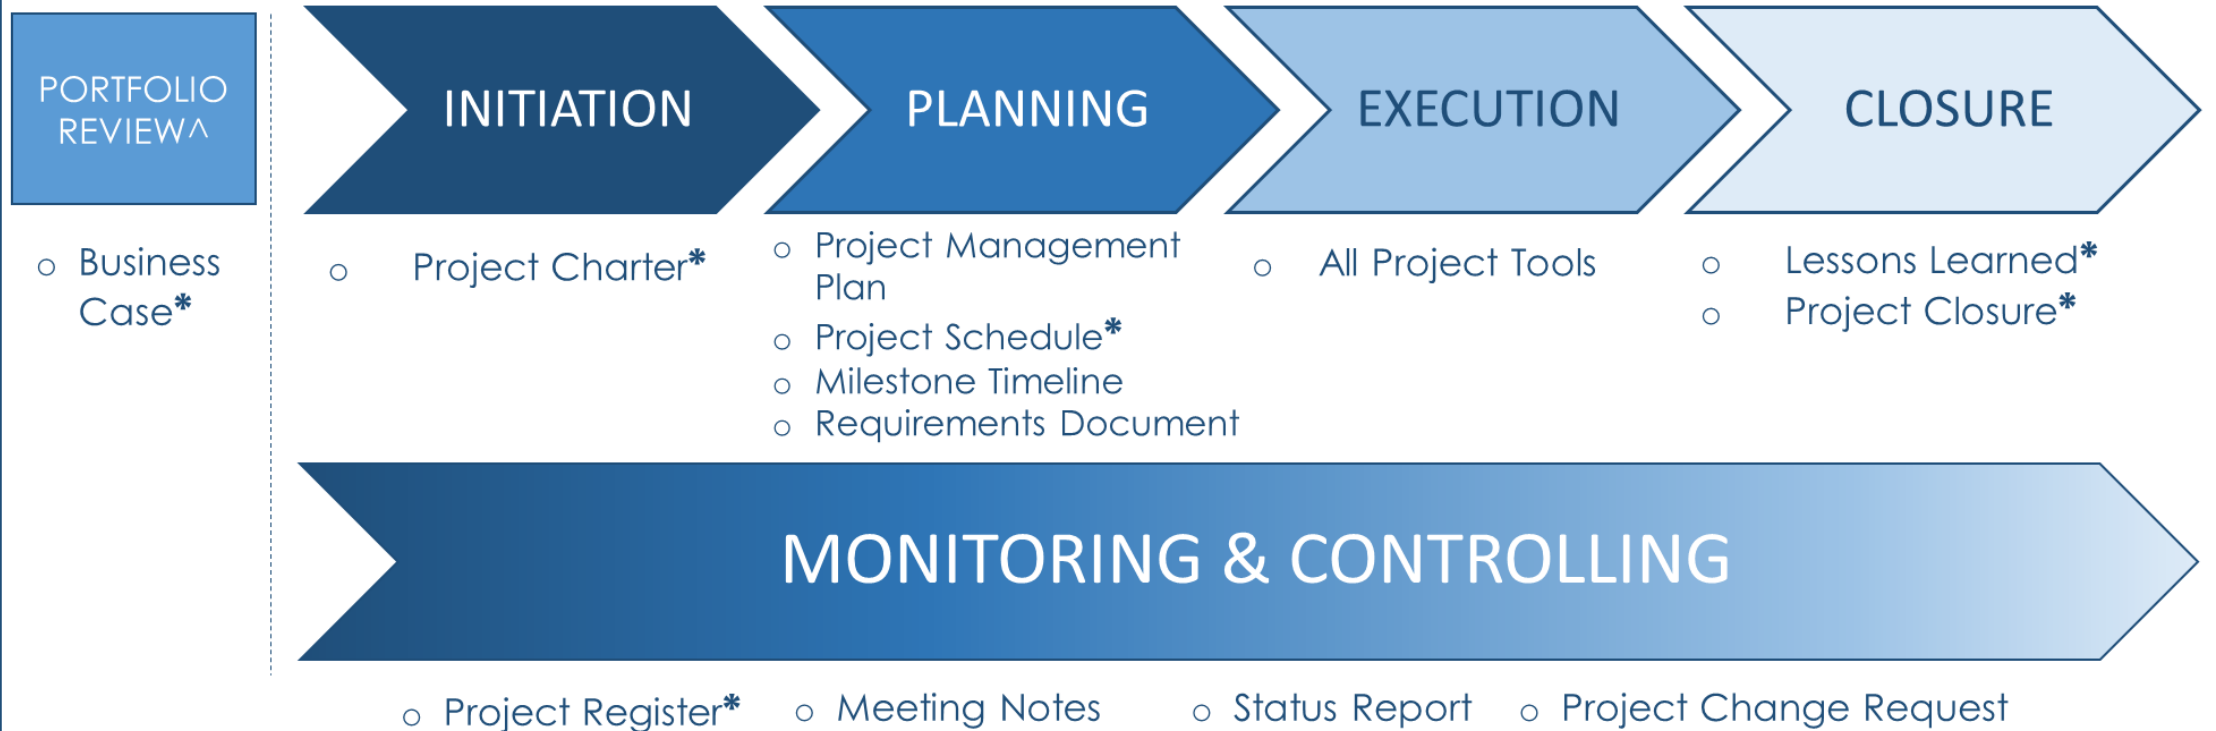 PORTFOLIO
REVIEW^
INITIATION
PLANNING
EXECUTION
CLOSURE
○ Business
Case*
○ Project Charter*
○ Project Management
Plan
○ Project Schedule*
○ Milestone Timeline
○ Requirements Document
○ All Project Tools
○ Lessons Learned*
○ Project Closure*
MONITORING & CONTROLLING
○ Project Register*
○ Meeting Notes
○ Status Report
○ Project Change Request